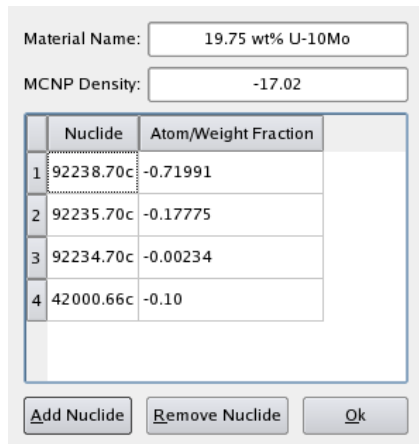 Material Name: 19.75 wt% U-10Mo
MCNP Density: -17.02
Nuclide Atom/Weight Fraction
1 92238.70c -0.71991
2 92235.70c -0.17775
3 92234.70c -0.00234
4 42000.66c -0.10
Add Nuclide Remove Nuclide Ok